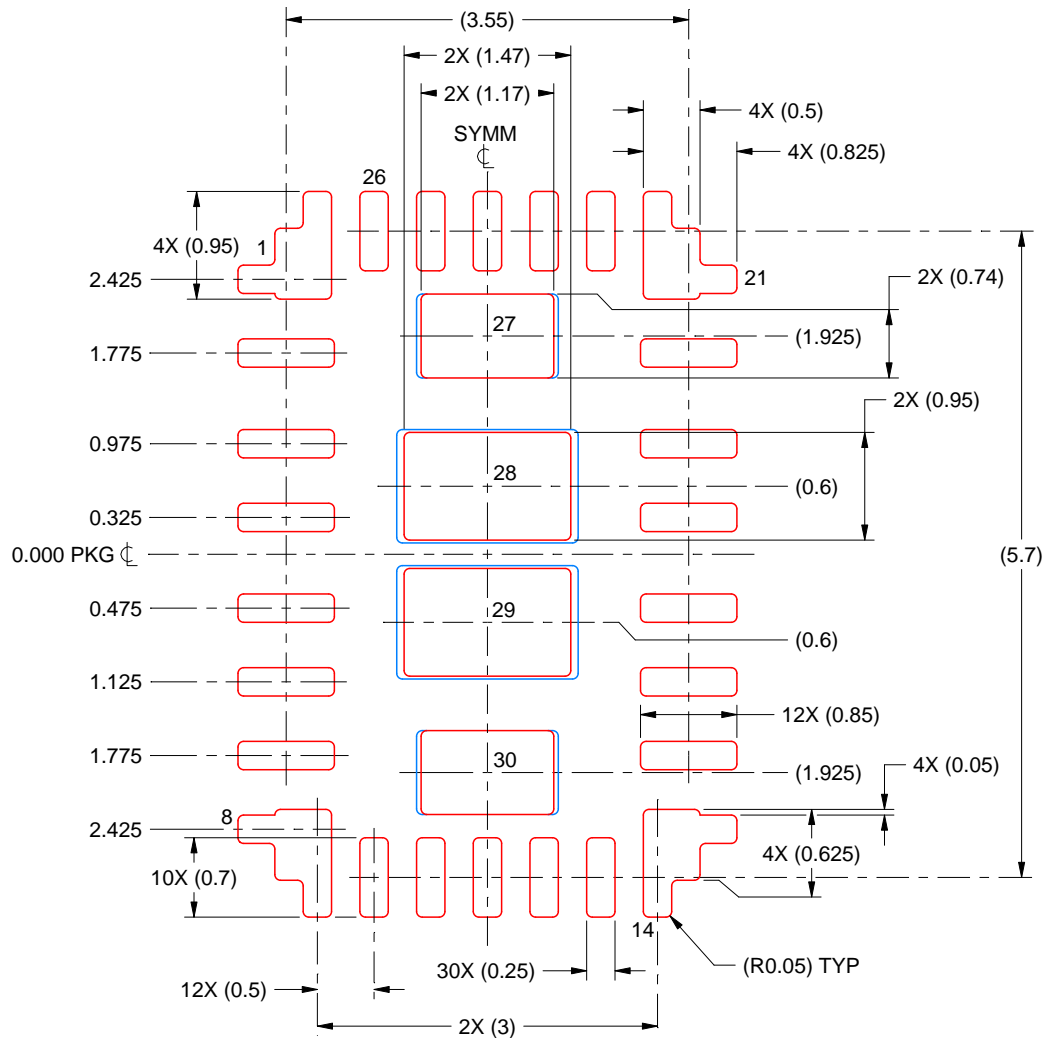 (3.55)
2X (1.47)
2X (1.17)
4X (0.5)
SYMM
4X (0.825)
26
4X (0.95)
1
2.425
21
2X (0.74)
27
(1.925)
1.775
2X (0.95)
0.975
28
(0.6)
0.325
0.000 PKG ℄
(5.7)
0.475
29
(0.6)
1.125
12X (0.85)
1.775
30
(1.925)
4X (0.05)
8
2.425
4X (0.625)
10X (0.7)
14
(R0.05) TYP
30X (0.25)
12X (0.5)
2X (3)